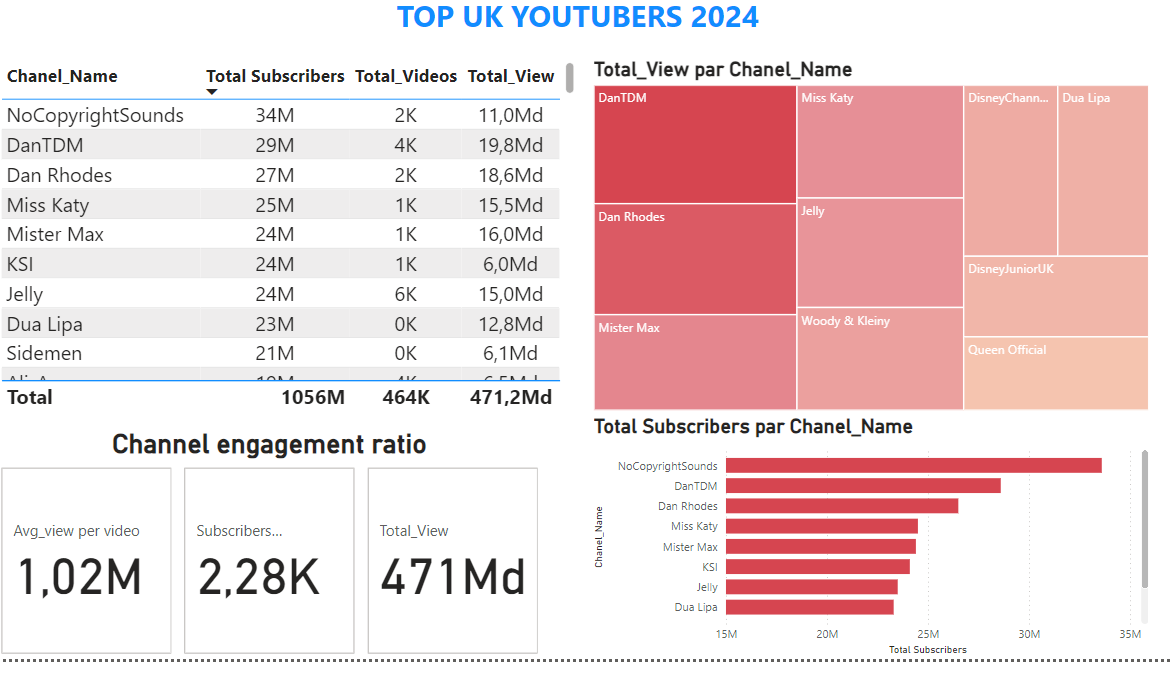 TOP UK YOUTUBERS 2024
Chanel_Name Total Subscribers Total_Videos Total_View
NoCopyrightSounds 34M 2K 11,0Md
DanTDM 29M 4K 19,8Md
Dan Rhodes 27M 2K 18,6Md
Miss Katy 25M 1K 15,5Md
Mister Max 24M 1K 16,0Md
KSI 24M 1K 6,0Md
Jelly 24M 6K 15,0Md
Dua Lipa 23M 0K 12,8Md
Sidemen 21M 0K 6,1Md
Total 1056M 464K 471,2Md
Total_View par Chanel_Name
DanTDM
Dan Rhodes
Mister Max
Miss Katy
Jelly
Woody & Kleiny
DisneyChann...
Dua Lipa
DisneyJuniorUK
Queen Official
Channel engagement ratio
Avg_view per video
1,02M
Subscribers...
2,28K
Total_View
471Md
Total Subscribers par Chanel_Name
Chanel_Name
NoCopyrightSounds
DanTDM
Dan Rhodes
Miss Katy
Mister Max
KSI
Jelly
Dua Lipa
15M 20M 25M 30M 35M
Total Subscribers